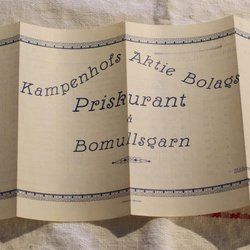 Kampenhofs Aktie Bolags
Priskurant
å
Bomullsgarn